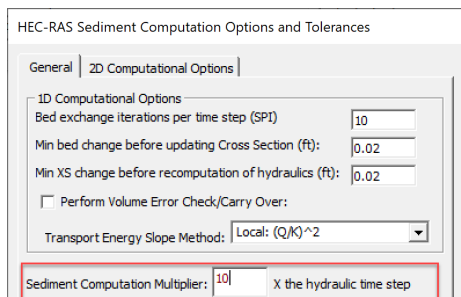 HEC-RAS Sediment Computation Options and Tolerances
General 2D Computational Options
1D Computational Options
Bed exchange iterations per time step (SPI) 10
Min bed change before updating Cross Section (ft): 0.02
Min XS change before recomputation of hydraulics (ft): 0.02
Perform Volume Error Check/Carry Over:
Transport Energy Slope Method: Local: (Q/K)^2
Sediment Computation Multiplier: 10 X the hydraulic time step